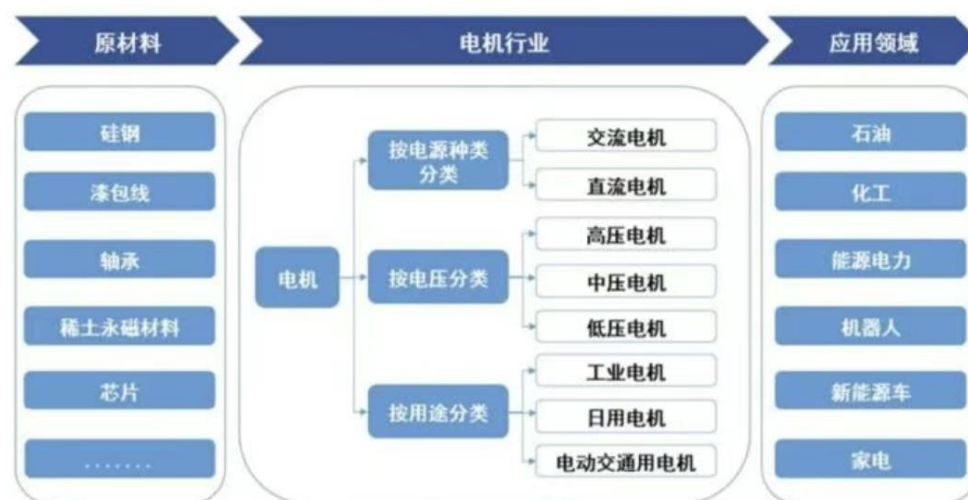 原材料
电机行业
应用领域
硅钢
漆包线
轴承
稀土永磁材料
芯片
.......
电机
按电源种类
分类
交流电机
直流电机
按电压分类
高压电机
中压电机
低压电机
按用途分类
工业电机
日用电机
电动交通用电机
石油
化工
能源电力
机器人
新能源车
家电